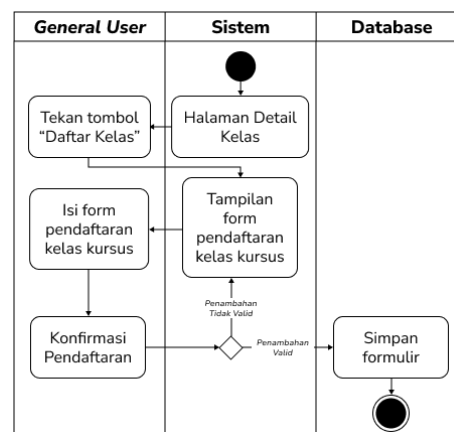 General User
Sistem
Database
Halaman Detail
Kelas
Tekan tombol
“Daftar Kelas”
Tampilan
form
pendaftaran
kelas kursus
Isi form
pendaftaran
kelas kursus
Konfirmasi
Pendaftaran
Penambahan
Tidak Valid
Penambahan
Valid
Simpan
formulir